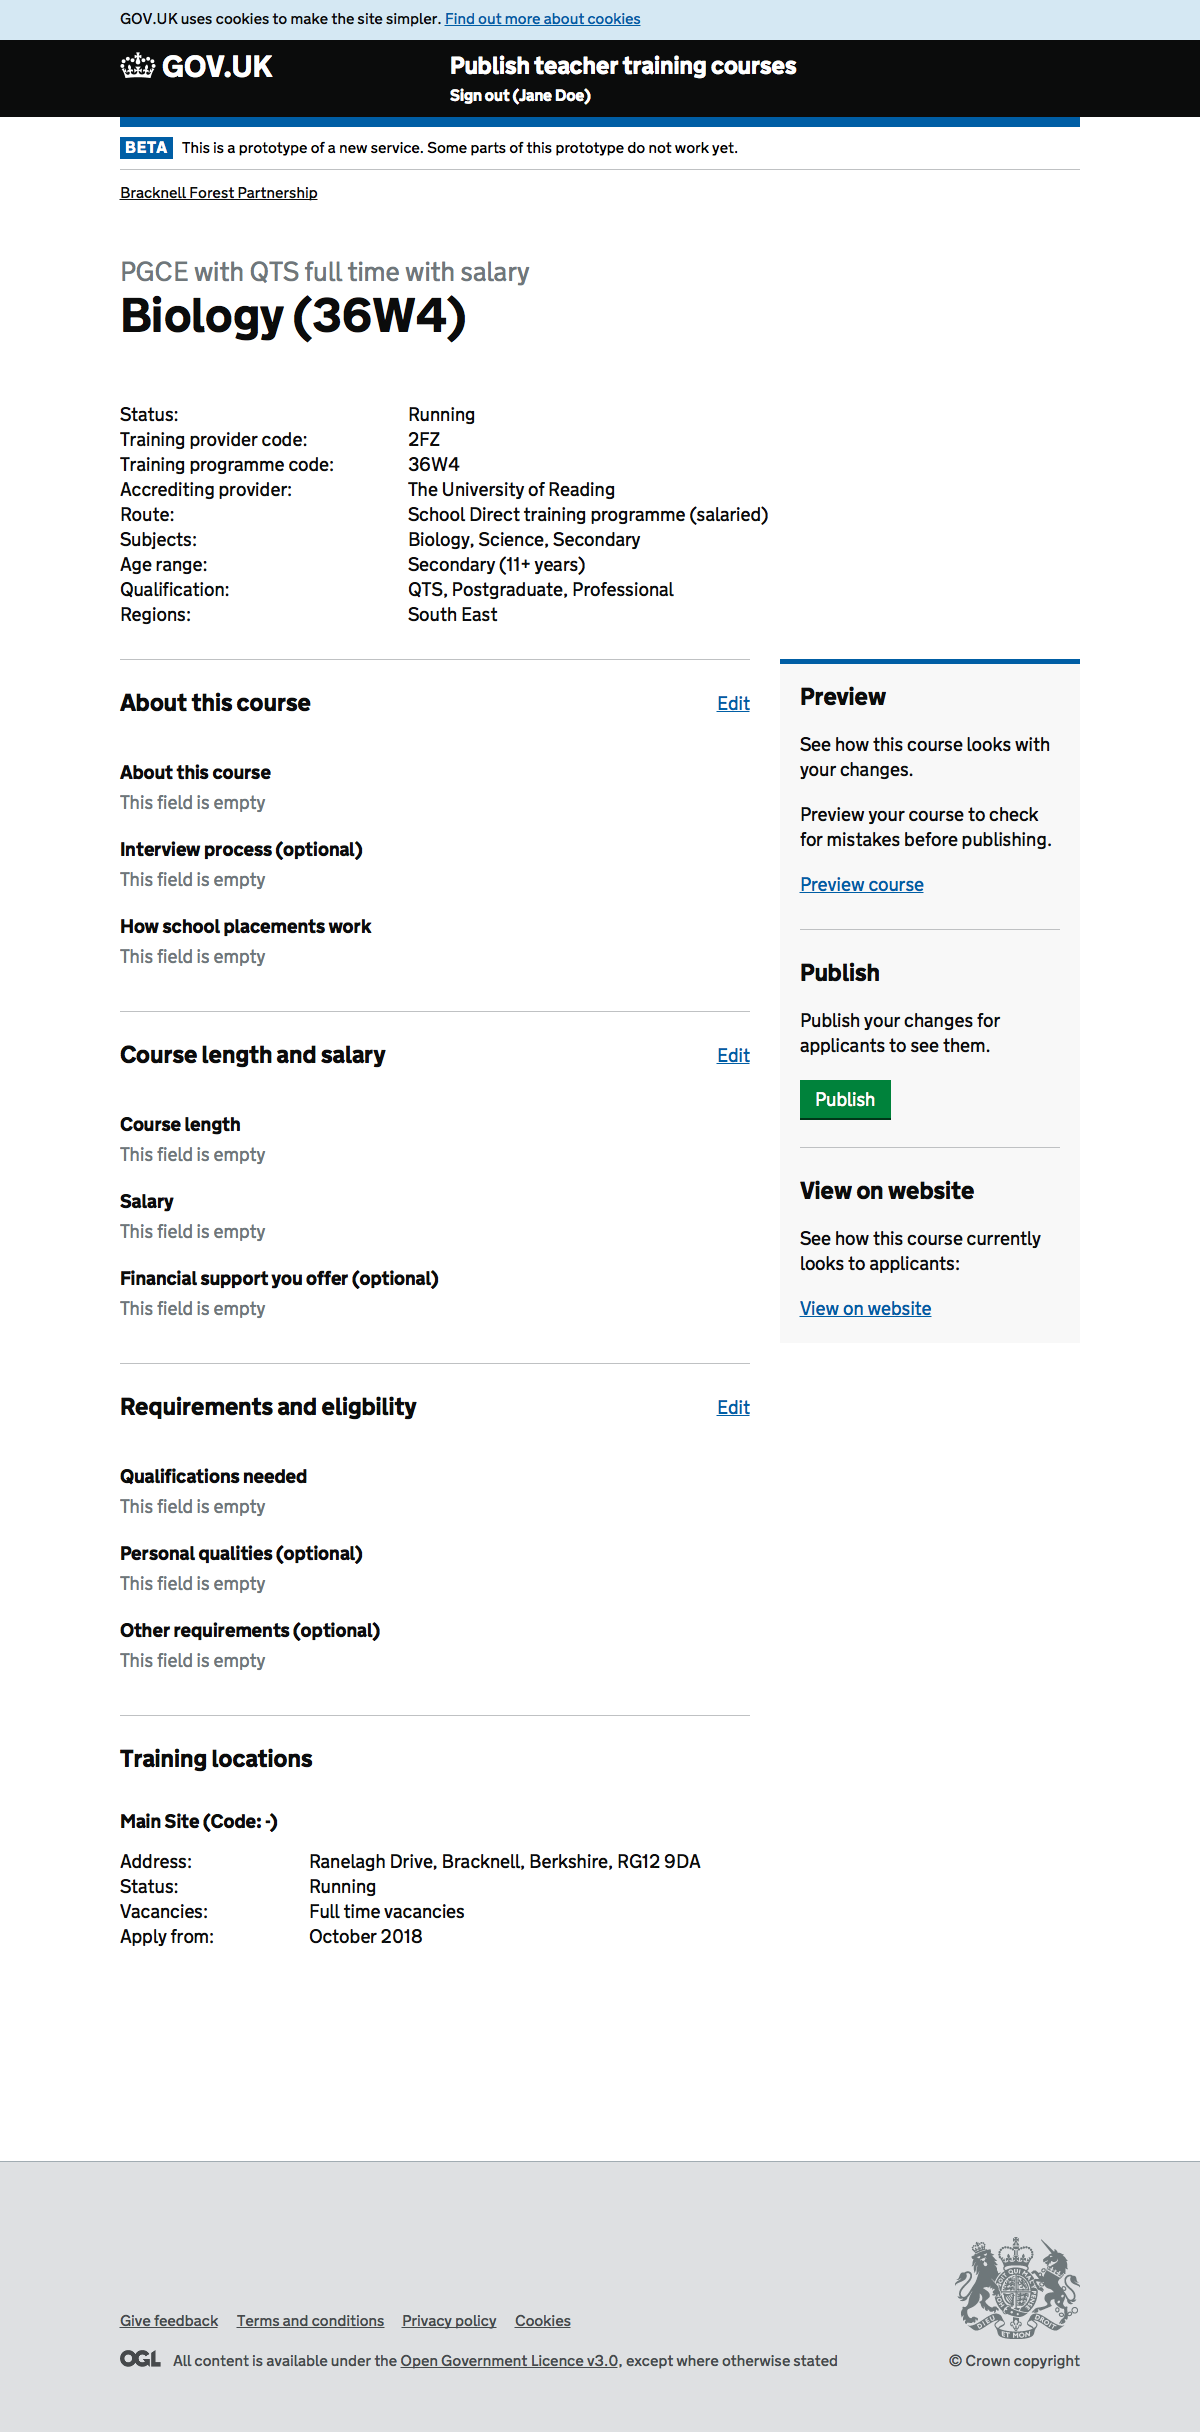 GOV.UK uses cookies to make the site simpler. Find out more about cookies
GOV.UK
Publish teacher training courses
Sign out (Jane Doe)
BETA This is a prototype of a new service. Some parts of this prototype do not work yet.
Bracknell Forest Partnership
PGCE with QTS full time with salary
Biology (36W4)
Status: Running
Training provider code: 2FZ
Training programme code: 36W4
Accrediting provider: The University of Reading
Route: School Direct training programme (salaried)
Subjects: Biology, Science, Secondary
Age range: Secondary (11+ years)
Qualification: QTS, Postgraduate, Professional
Regions: South East
About this course Edit
About this course
This field is empty
Interview process (optional)
This field is empty
How school placements work
This field is empty
Course length and salary Edit
Course length
This field is empty
Salary
This field is empty
Financial support you offer (optional)
This field is empty
Requirements and eligbility Edit
Qualifications needed
This field is empty
Personal qualities (optional)
This field is empty
Other requirements (optional)
This field is empty
Training locations
Main Site (Code: -)
Address: Ranelagh Drive, Bracknell, Berkshire, RG12 9DA
Status: Running
Vacancies: Full time vacancies
Apply from: October 2018
Preview
See how this course looks with
your changes.
Preview your course to check
for mistakes before publishing.
Preview course
Publish
Publish your changes for
applicants to see them.
Publish
View on website
See how this course currently
looks to applicants:
View on website
Give feedback Terms and conditions Privacy policy Cookies
OGL All content is available under the Open Government Licence v3.0, except where otherwise stated
DIEU ET MON DROIT
© Crown copyright